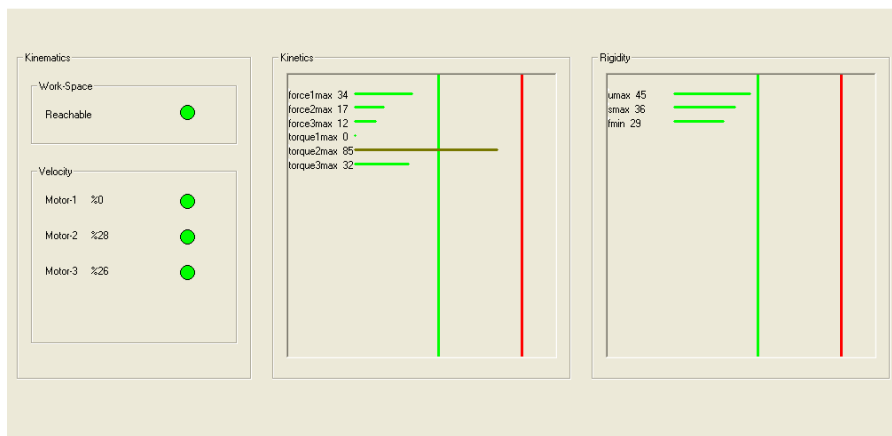 Kinematics
Work-Space
Reachable
Velocity
Motor-1 %0
Motor-2 %28
Motor-3 %26
Kinetics
force1max 34
force2max 17
force3max 12
torque1max 0
torque2max 85
torque3max 32
Rigidity
umax 45
smax 36
fmin 29